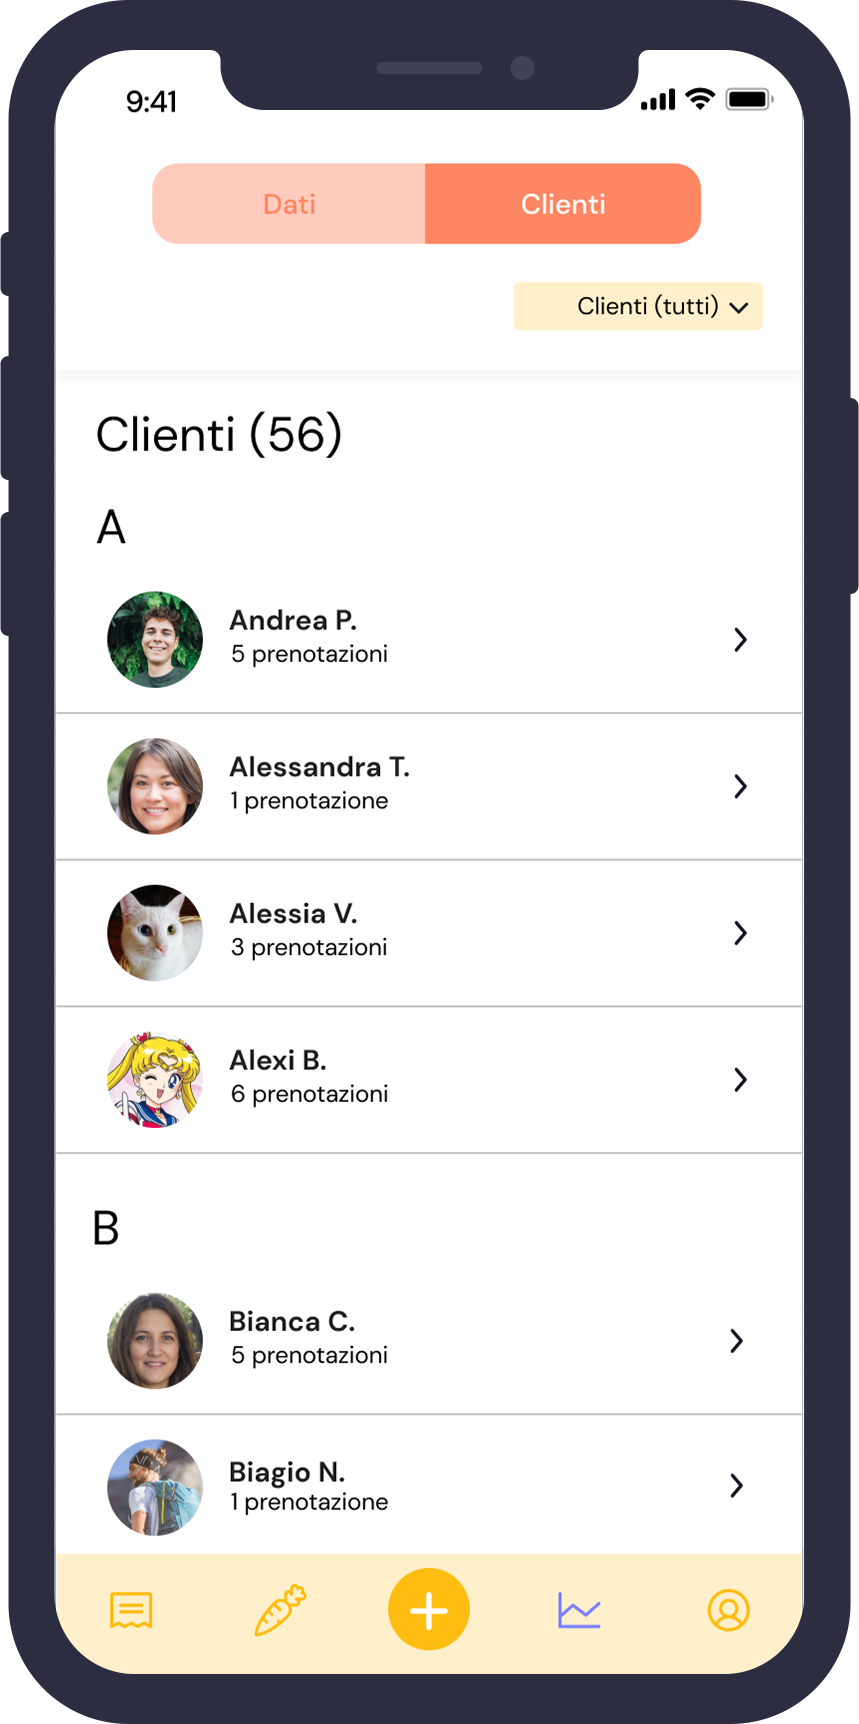 9:41
Dati
Clienti
Clienti (tutti)
Clienti (56)
A
Andrea P.
5 prenotazioni
Alessandra T.
1 prenotazione
Alessia V.
3 prenotazioni
Alexi B.
6 prenotazioni
B
Bianca C.
5 prenotazioni
Biagio N.
1 prenotazione